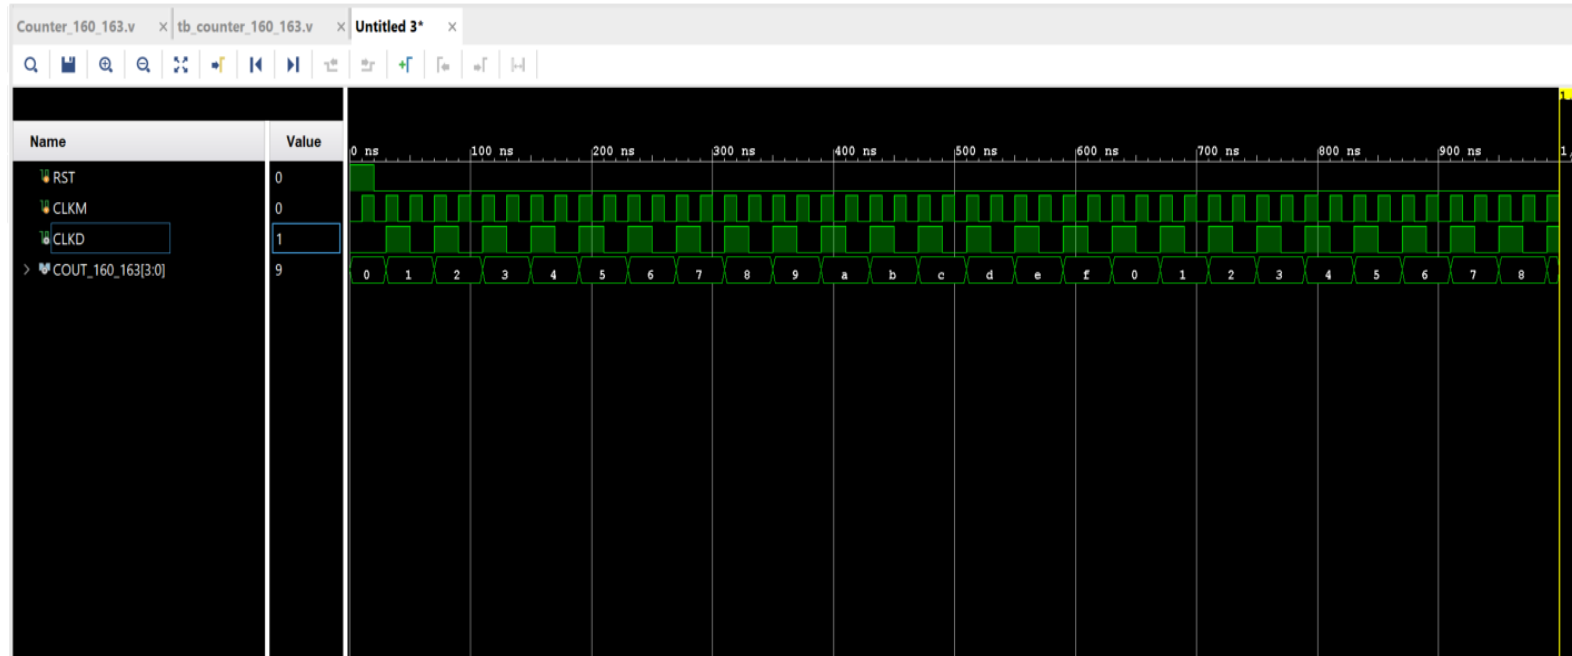 Counter_160_163.v × tb_counter_160_163.v × Untitled 3* ×
1
Name Value
0 ns 100 ns 200 ns 300 ns 400 ns 500 ns 600 ns 700 ns 800 ns 900 ns 1,
RST 0
CLKM 0
CLKD 1
> COUT_160_163[3:0] 9 0 1 2 3 4 5 6 7 8 9 a b c d e f 0 1 2 3 4 5 6 7 8